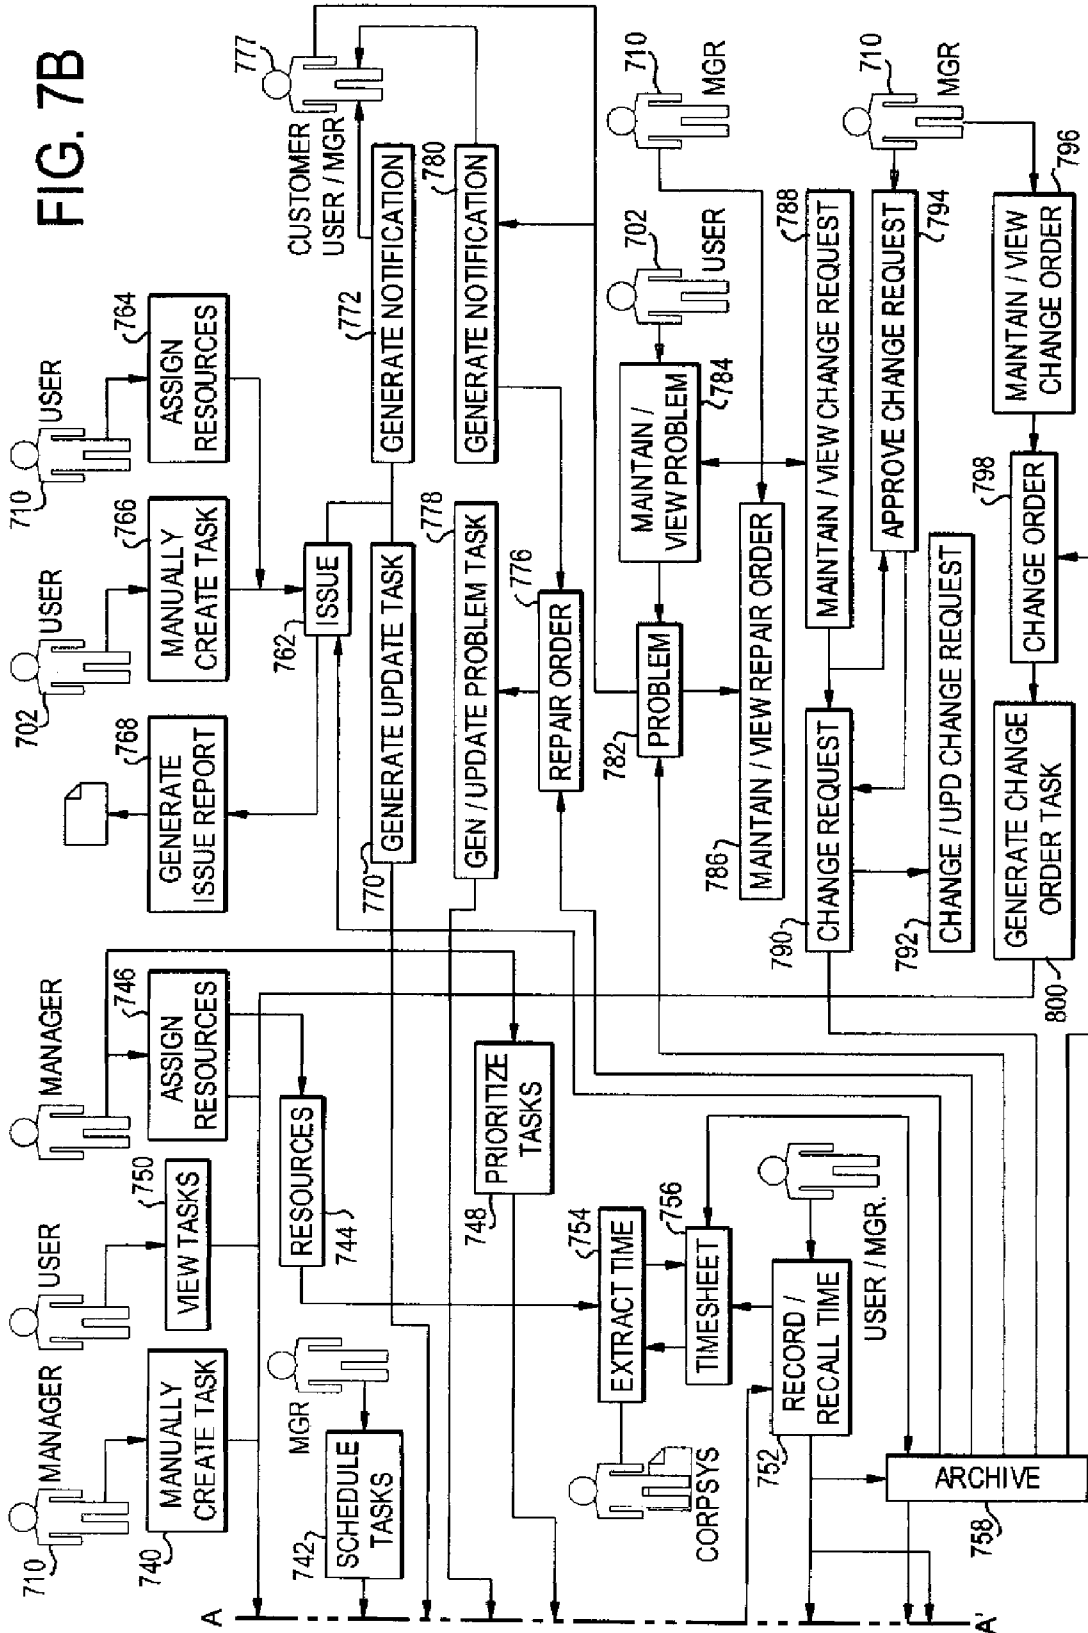 FIG. 7B
710
MANAGER
USER
MANAGER
702
USER
710
USER
740
MANUALLY
CREATE TASK
750
VIEW TASKS
746
ASSIGN
RESOURCES
768
GENERATE
ISSUE REPORT
766
MANUALLY
CREATE TASK
764
ASSIGN
RESOURCES
A
742
SCHEDULE
TASKS
MGR
RESOURCES
744
762
ISSUE
CUSTOMER
USER / MGR
777
770
GENERATE UPDATE TASK
772
GENERATE NOTIFICATION
748
PRIORITIZE
TASKS
GEN / UPDATE PROBLEM TASK
778
GENERATE NOTIFICATION
780
REPAIR ORDER
776
CORPSYS
EXTRACT TIME
754
TIMESHEET
756
782
PROBLEM
MAINTAIN /
VIEW PROBLEM
784
702
USER
710
MGR
752
RECORD /
RECALL TIME
USER / MGR.
786
MAINTAIN / VIEW REPAIR ORDER
790
CHANGE REQUEST
MAINTAIN / VIEW CHANGE REQUEST
788
792
CHANGE / UPD CHANGE REQUEST
APPROVE CHANGE REQUEST
794
710
MGR
758
ARCHIVE
A'
800
GENERATE CHANGE
ORDER TASK
CHANGE ORDER
798
MAINTAIN / VIEW
CHANGE ORDER
796